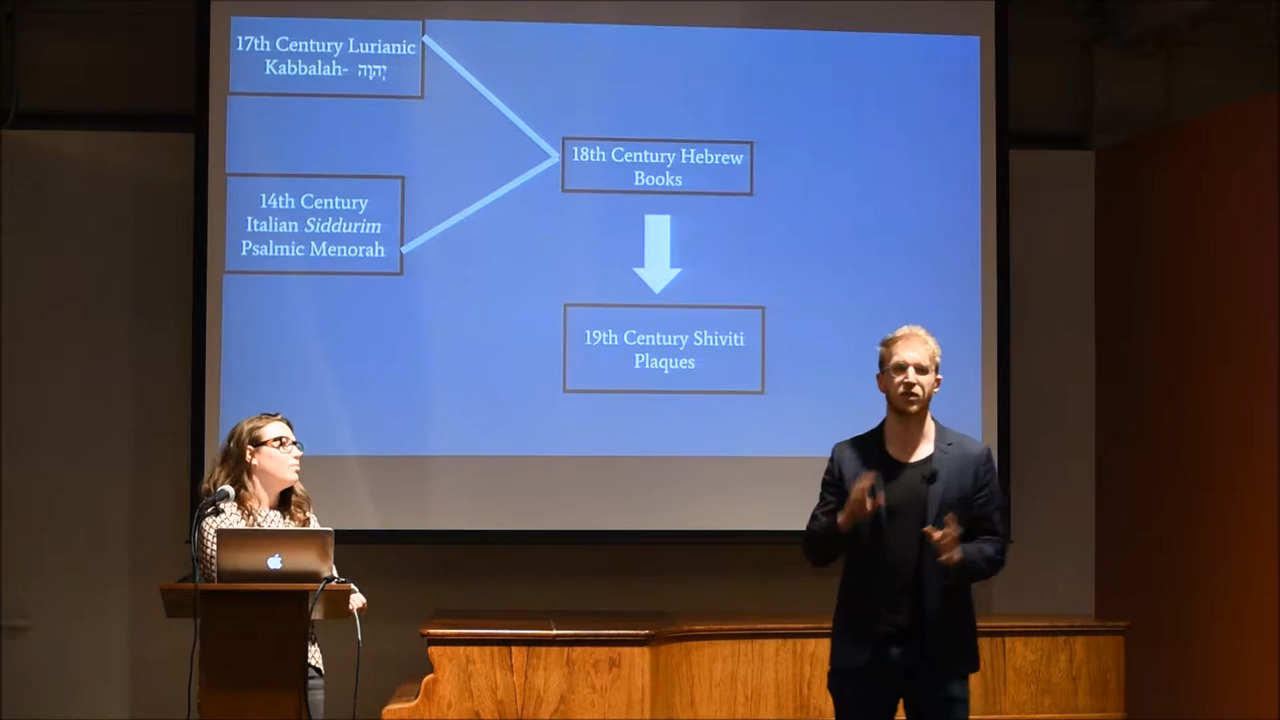 17th Century Lurianic
Kabbalah- יְהֹוָה
14th Century
Italian Siddurim
Psalmic Menorah
18th Century Hebrew
Books
19th Century Shiviti
Plaques